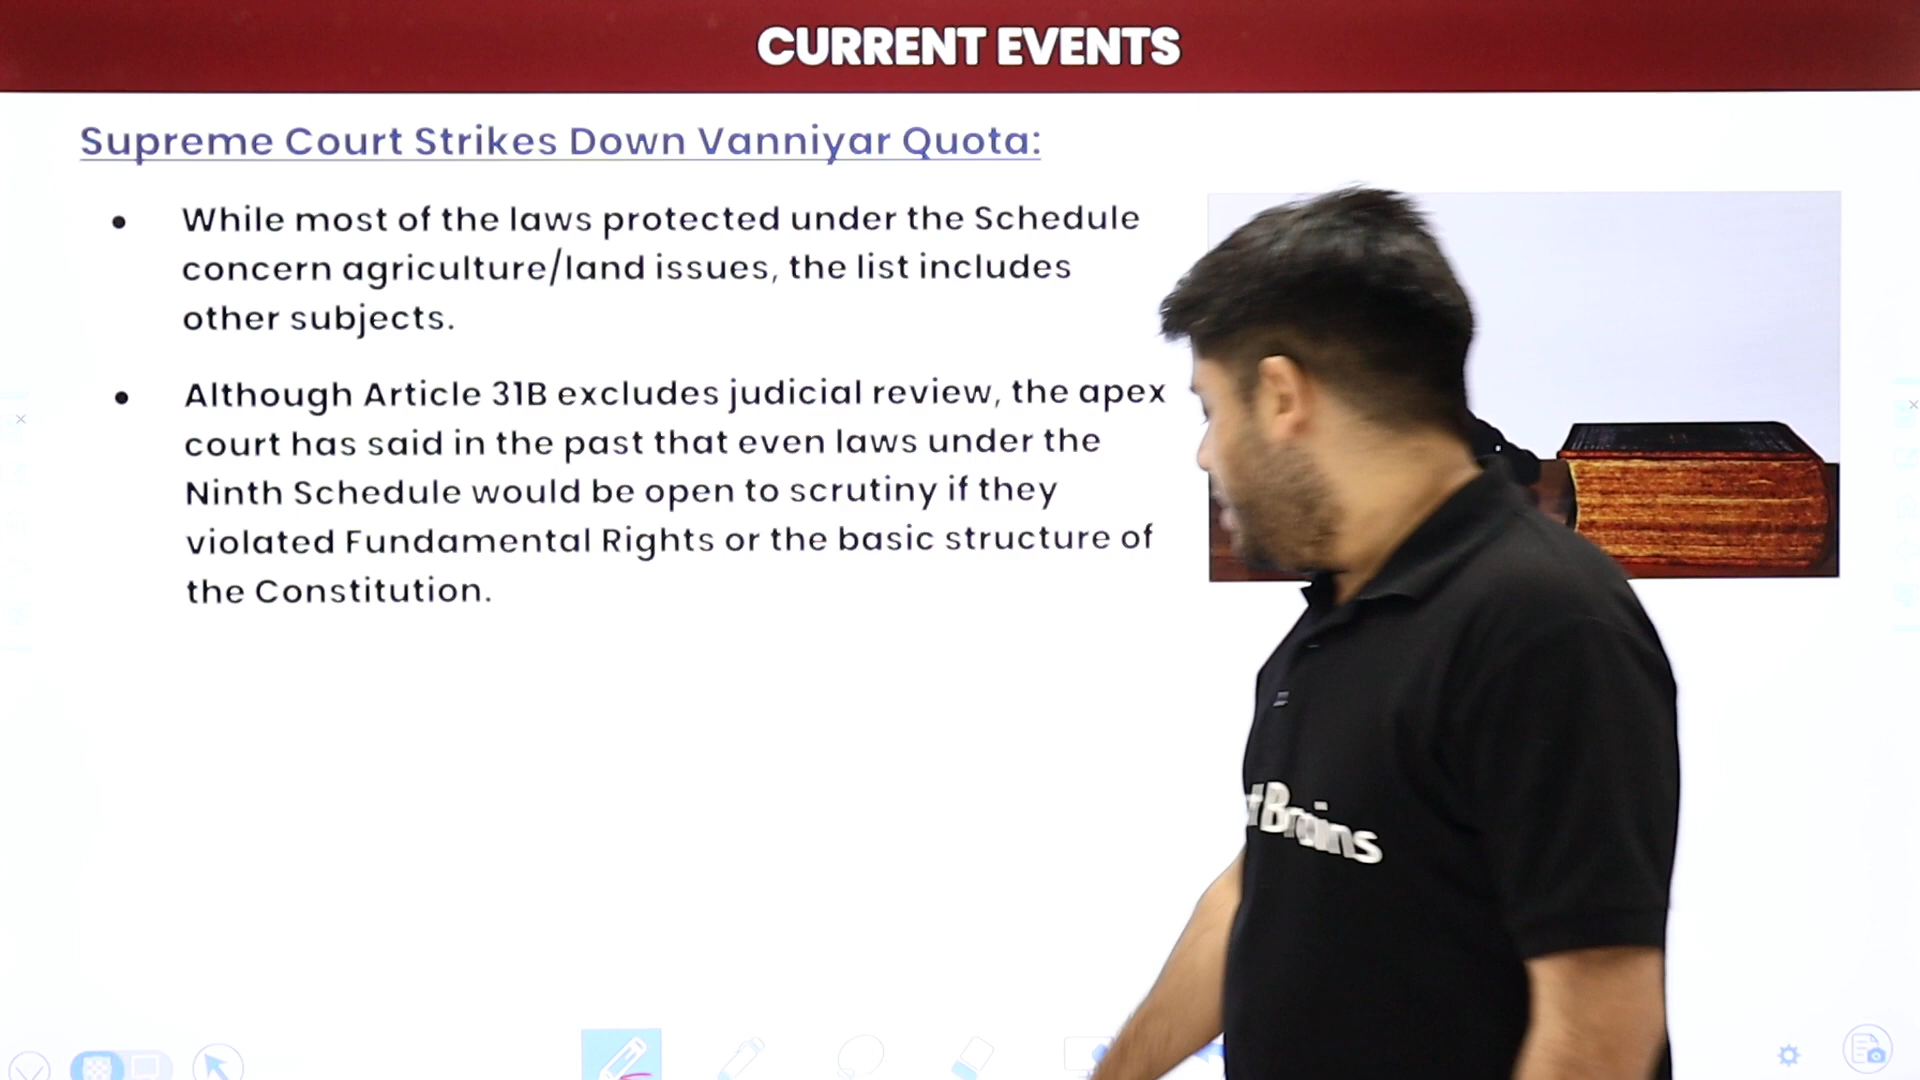 CURRENT EVENTS
Supreme Court Strikes Down Vanniyar Quota:
• While most of the laws protected under the Schedule
concern agriculture/land issues, the list includes
other subjects.
• Although Article 31B excludes judicial review, the apex
court has said in the past that even laws under the
Ninth Schedule would be open to scrutiny if they
violated Fundamental Rights or the basic structure of
the Constitution.
Brains